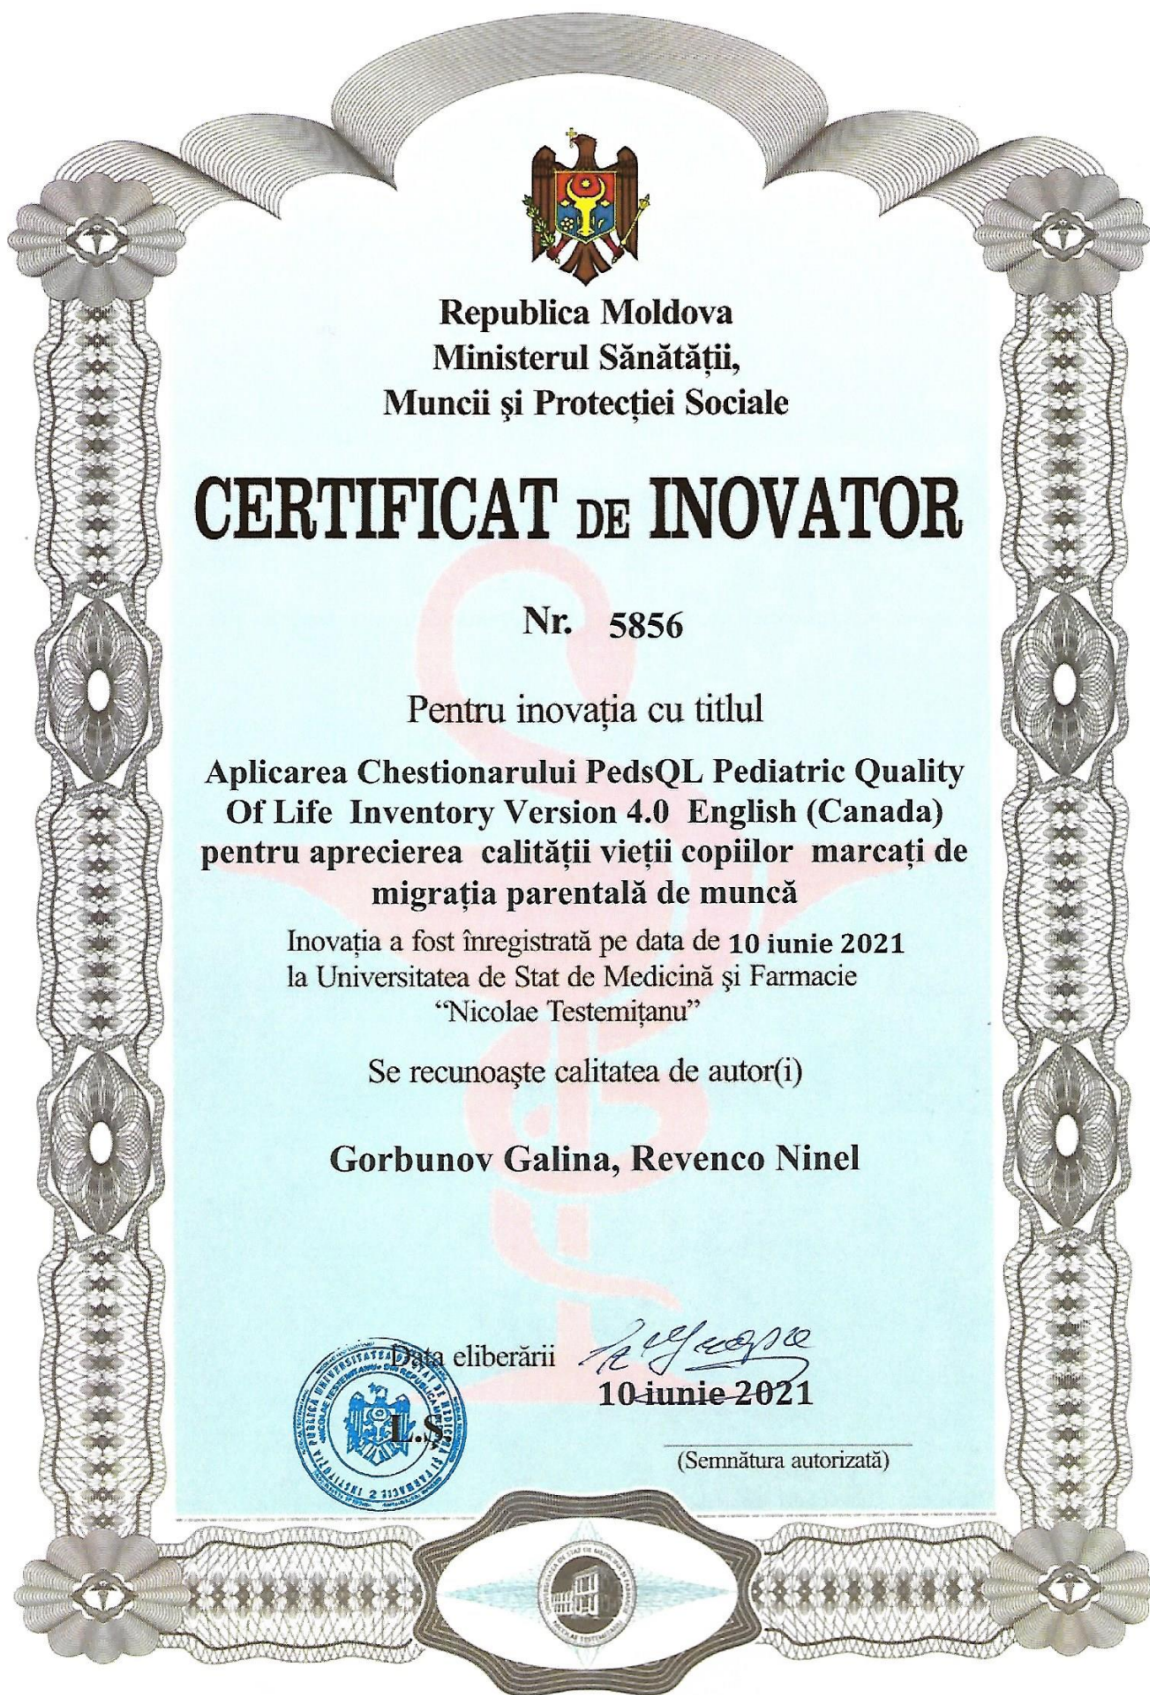 Republica Moldova
Ministerul Sănătății,
Muncii și Protecției Sociale
CERTIFICAT DE INOVATOR
Nr. 5856
Pentru inovația cu titlul
Aplicarea Chestionarului PedsQL Pediatric Quality
Of Life Inventory Version 4.0 English (Canada)
pentru aprecierea calității vieții copiilor marcați de
migrația parentală de muncă
Inovația a fost înregistrată pe data de 10 iunie 2021
la Universitatea de Stat de Medicină și Farmacie
“Nicolae Testemițanu”
Se recunoaște calitatea de autor(i)
Gorbunov Galina, Revenco Ninel
Data eliberării
10 iunie 2021
L.Ș.
(Semnătura autorizată)